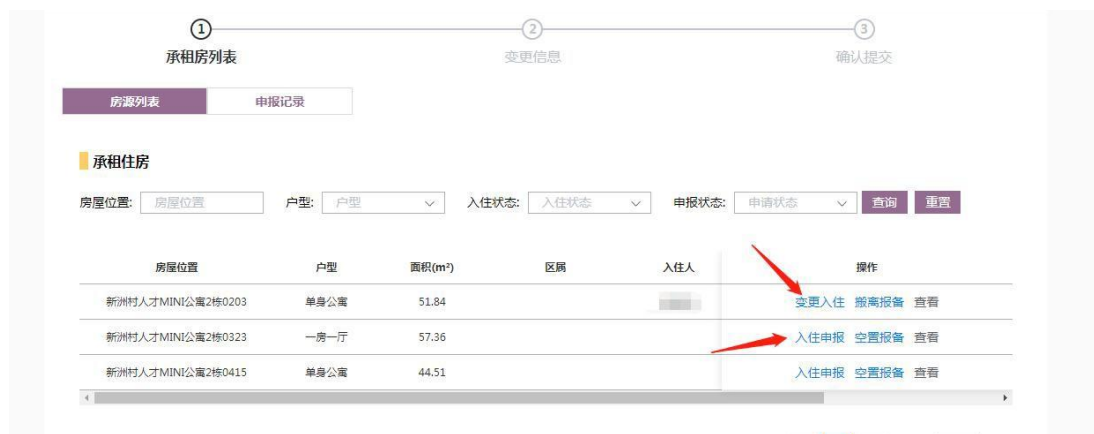 1 2 3
承租房列表 变更信息 确认提交
房源列表 申报记录
承租住房
房屋位置: 房屋位置 户型: 户型 入住状态: 入住状态 申报状态: 申请状态 查询 重置
房屋位置 户型 面积(m²) 区属 入住人 操作
新洲村人才MINI公寓2栋0203 单身公寓 51.84 变更入住 搬离报备 查看
新洲村人才MINI公寓2栋0323 一房一厅 57.36 入住申报 空置报备 查看
新洲村人才MINI公寓2栋0415 单身公寓 44.51 入住申报 空置报备 查看